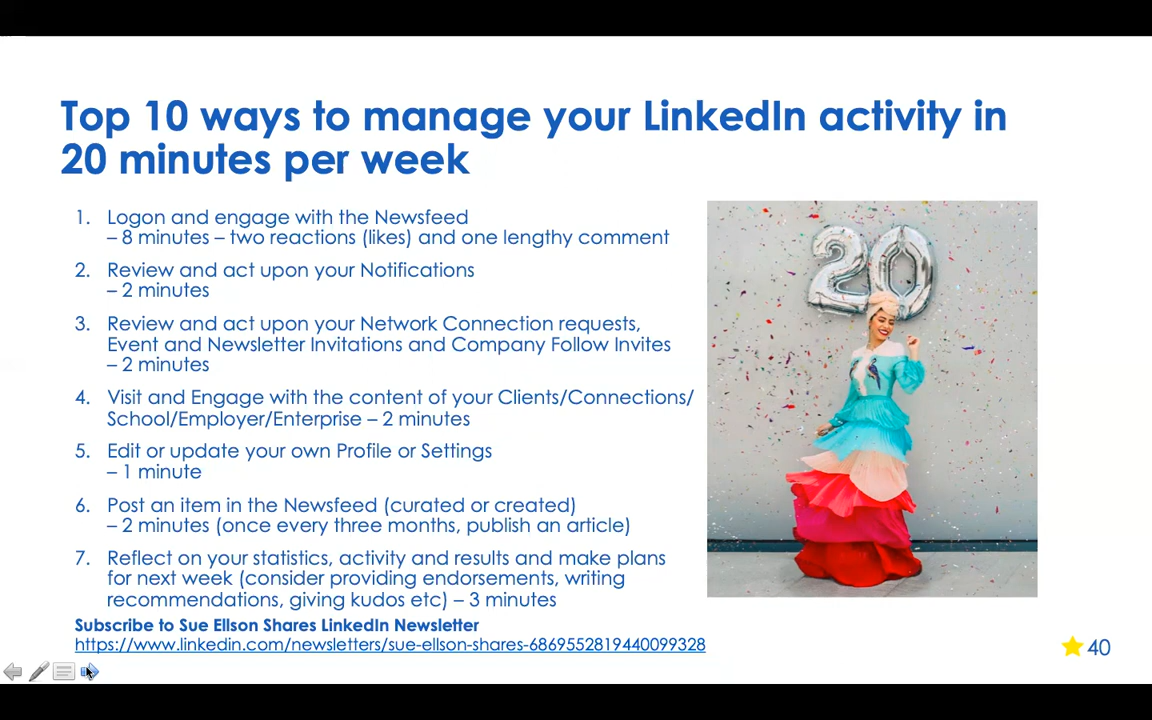 Top 10 ways to manage your LinkedIn activity in
20 minutes per week
1. Logon and engage with the Newsfeed
– 8 minutes – two reactions (likes) and one lengthy comment
2. Review and act upon your Notifications
– 2 minutes
3. Review and act upon your Network Connection requests,
Event and Newsletter Invitations and Company Follow Invites
– 2 minutes
4. Visit and Engage with the content of your Clients/Connections/
School/Employer/Enterprise – 2 minutes
5. Edit or update your own Profile or Settings
– 1 minute
6. Post an item in the Newsfeed (curated or created)
– 2 minutes (once every three months, publish an article)
7. Reflect on your statistics, activity and results and make plans
for next week (consider providing endorsements, writing
recommendations, giving kudos etc) – 3 minutes
Subscribe to Sue Ellson Shares LinkedIn Newsletter
https://www.linkedin.com/newsletters/sue-ellson-shares-6869552819440099328
20
40